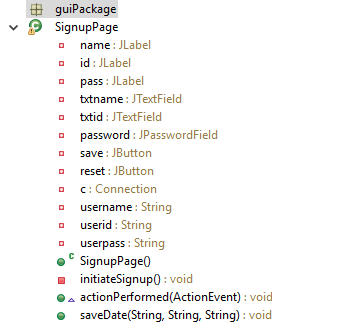 guiPackage
SignupPage
name : JLabel
id : JLabel
pass : JLabel
txtname : JTextField
txtid : JTextField
password : JPasswordField
save : JButton
reset : JButton
c : Connection
username : String
userid : String
userpass : String
SignupPage()
initiateSignup() : void
actionPerformed(ActionEvent) : void
saveDate(String, String, String) : void